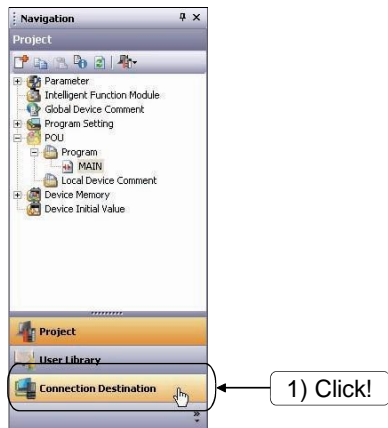 Navigation
Project
Parameter
Intelligent Function Module
Global Device Comment
Program Setting
POU
Program
MAIN
Local Device Comment
Device Memory
Device Initial Value
Project
User Library
Connection Destination
1) Click!